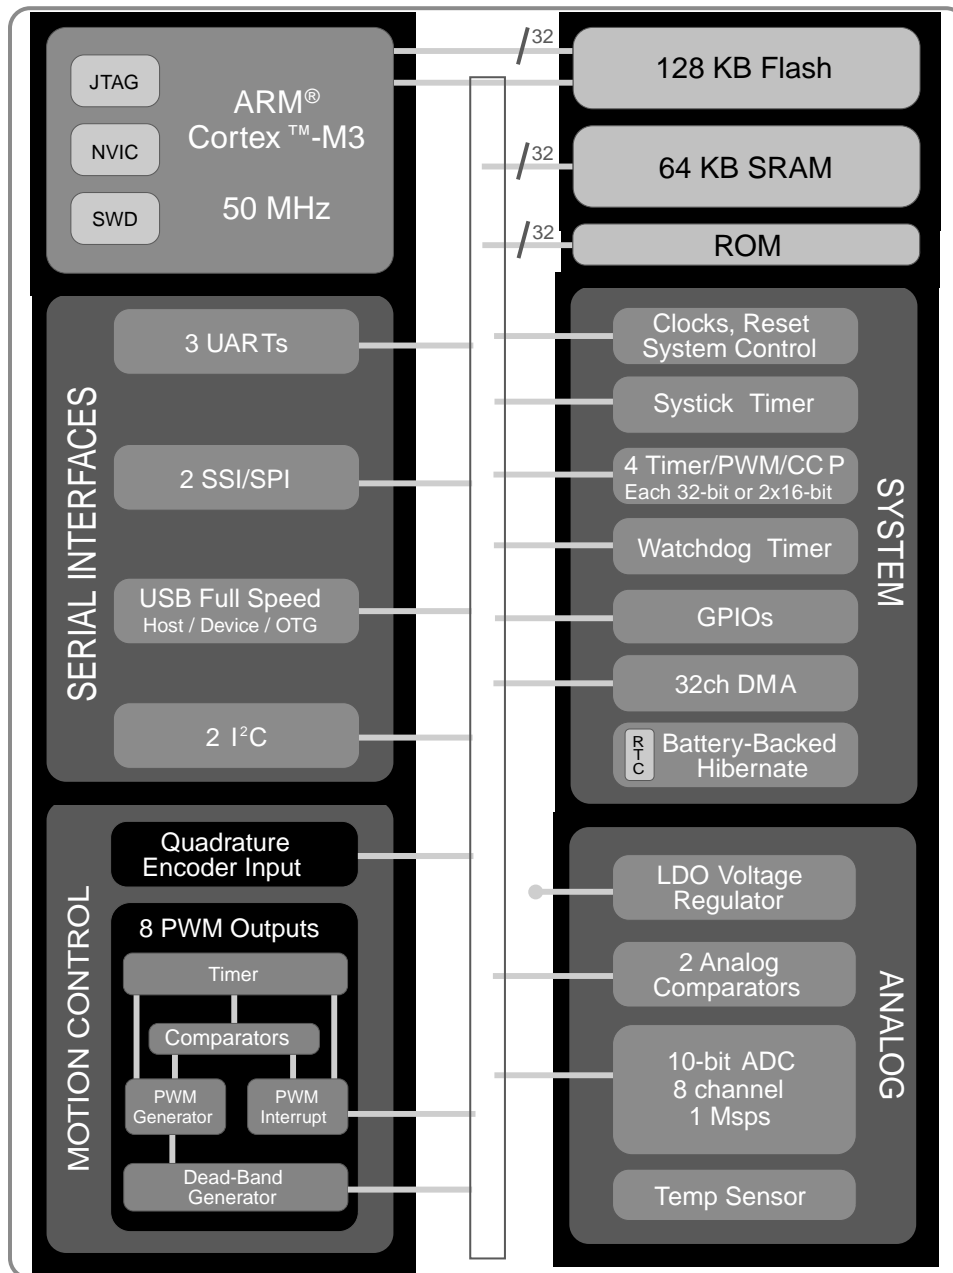 JTAG
NVIC
SWD
ARM®
Cortex™-M3
50 MHz
32
128 KB Flash
32
64 KB SRAM
32
ROM
SERIAL INTERFACES
3 UARTs
2 SSI/SPI
USB Full Speed
Host / Device / OTG
2 I²C
Clocks, Reset
System Control
Systick Timer
4 Timer/PWM/CCP
Each 32-bit or 2x16-bit
Watchdog Timer
GPIOs
32ch DMA
RTC
Battery-Backed
Hibernate
SYSTEM
MOTION CONTROL
Quadrature
Encoder Input
8 PWM Outputs
Timer
Comparators
PWM
Generator
PWM
Interrupt
Dead-Band
Generator
LDO Voltage
Regulator
2 Analog
Comparators
10-bit ADC
8 channel
1 Msps
Temp Sensor
ANALOG